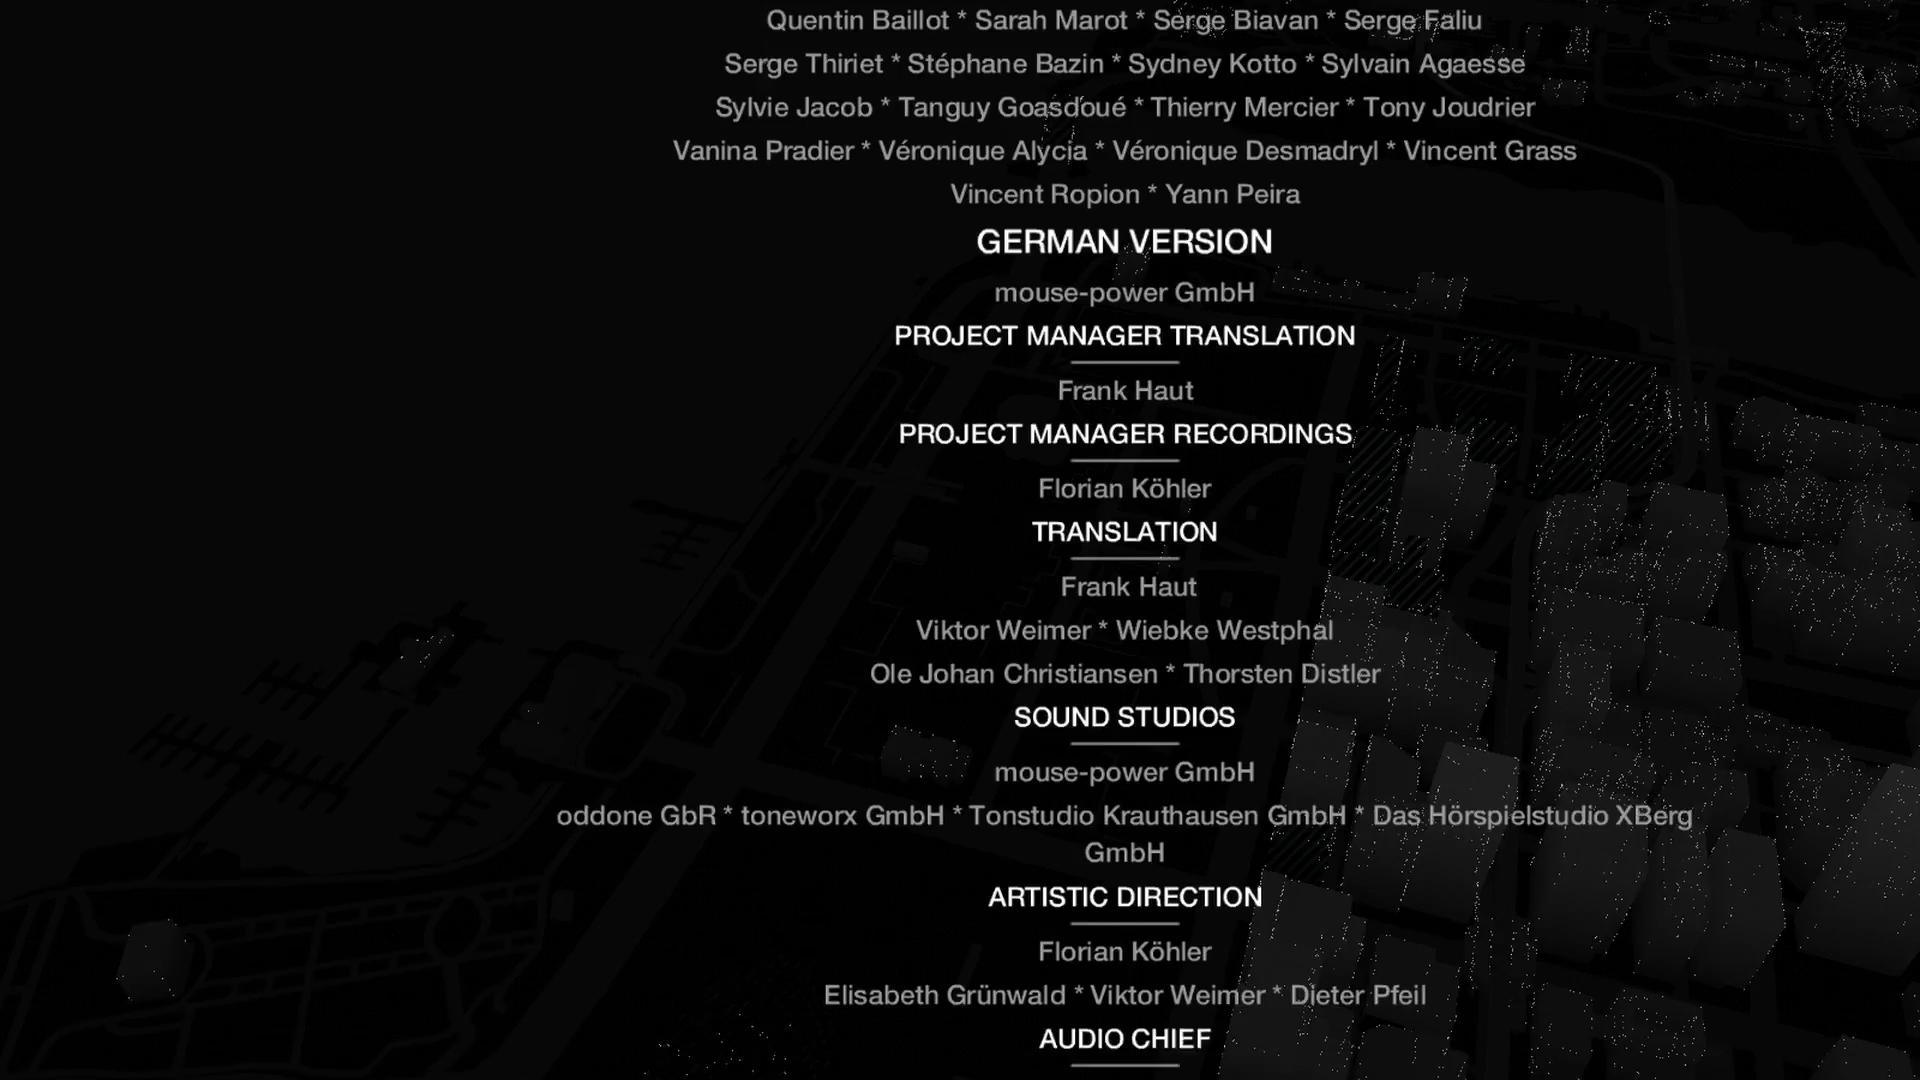 Quentin Baillot * Sarah Marot * Serge Biavan * Serge Faliu
Serge Thiriet * Stéphane Bazin * Sydney Kotto * Sylvain Agaesse
Sylvie Jacob * Tanguy Goasdoué * Thierry Mercier * Tony Joudrier
Vanina Pradier * Véronique Alycia * Véronique Desmadryl * Vincent Grass
Vincent Ropion * Yann Peira
GERMAN VERSION
mouse-power GmbH
PROJECT MANAGER TRANSLATION
Frank Haut
PROJECT MANAGER RECORDINGS
Florian Köhler
TRANSLATION
Frank Haut
Viktor Weimer * Wiebke Westphal
Ole Johan Christiansen * Thorsten Distler
SOUND STUDIOS
mouse-power GmbH
oddone GbR * toneworx GmbH * Tonstudio Krauthausen GmbH * Das Hörspielstudio XBerg
GmbH
ARTISTIC DIRECTION
Florian Köhler
Elisabeth Grünwald * Viktor Weimer * Dieter Pfeil
AUDIO CHIEF